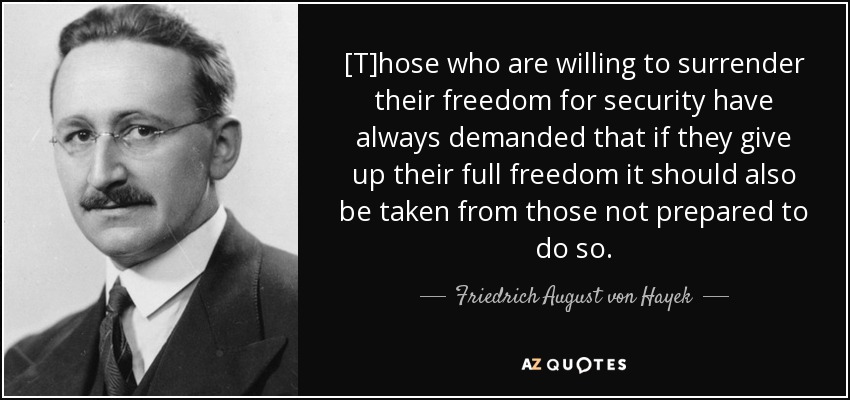 [T]hose who are willing to surrender
their freedom for security have
always demanded that if they give
up their full freedom it should also
be taken from those not prepared to
do so.
Friedrich August von Hayek
AZ QUOTES